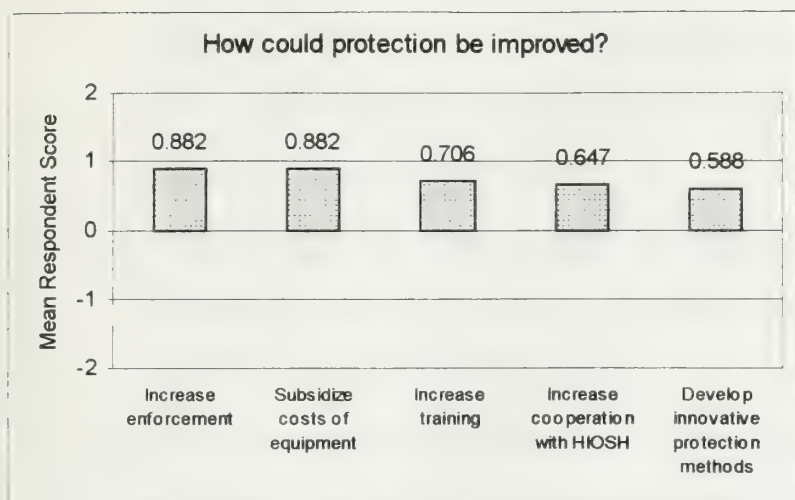 How could protection be improved?
Mean Respondent Score
2
1
0
-1
-2
0.882
0.882
0.706
0.647
0.588
Increase
enforcement
Subsidize
costs of
equipment
Increase
training
Increase
cooperation
with HIOSH
Develop
innovative
protection
methods